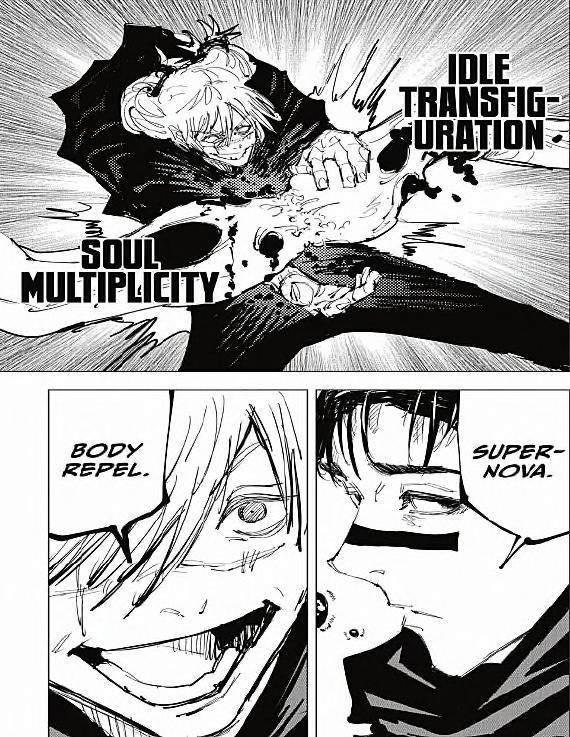 IDLE
TRANSFIG-
URATION
SOUL
MULTIPLICITY
BODY
REPEL.
SUPER-
NOVA.